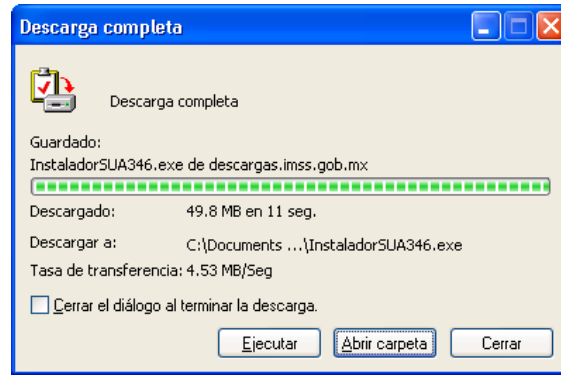 Descarga completa
Descarga completa
Guardado:
InstaladorSUA346.exe de descargas.imss.gob.mx
Descargado: 49.8 MB en 11 seg.
Descargar a: C:\Documents ...\InstaladorSUA346.exe
Tasa de transferencia: 4.53 MB/Seg
Cerrar el diálogo al terminar la descarga.
Ejecutar Abrir carpeta Cerrar